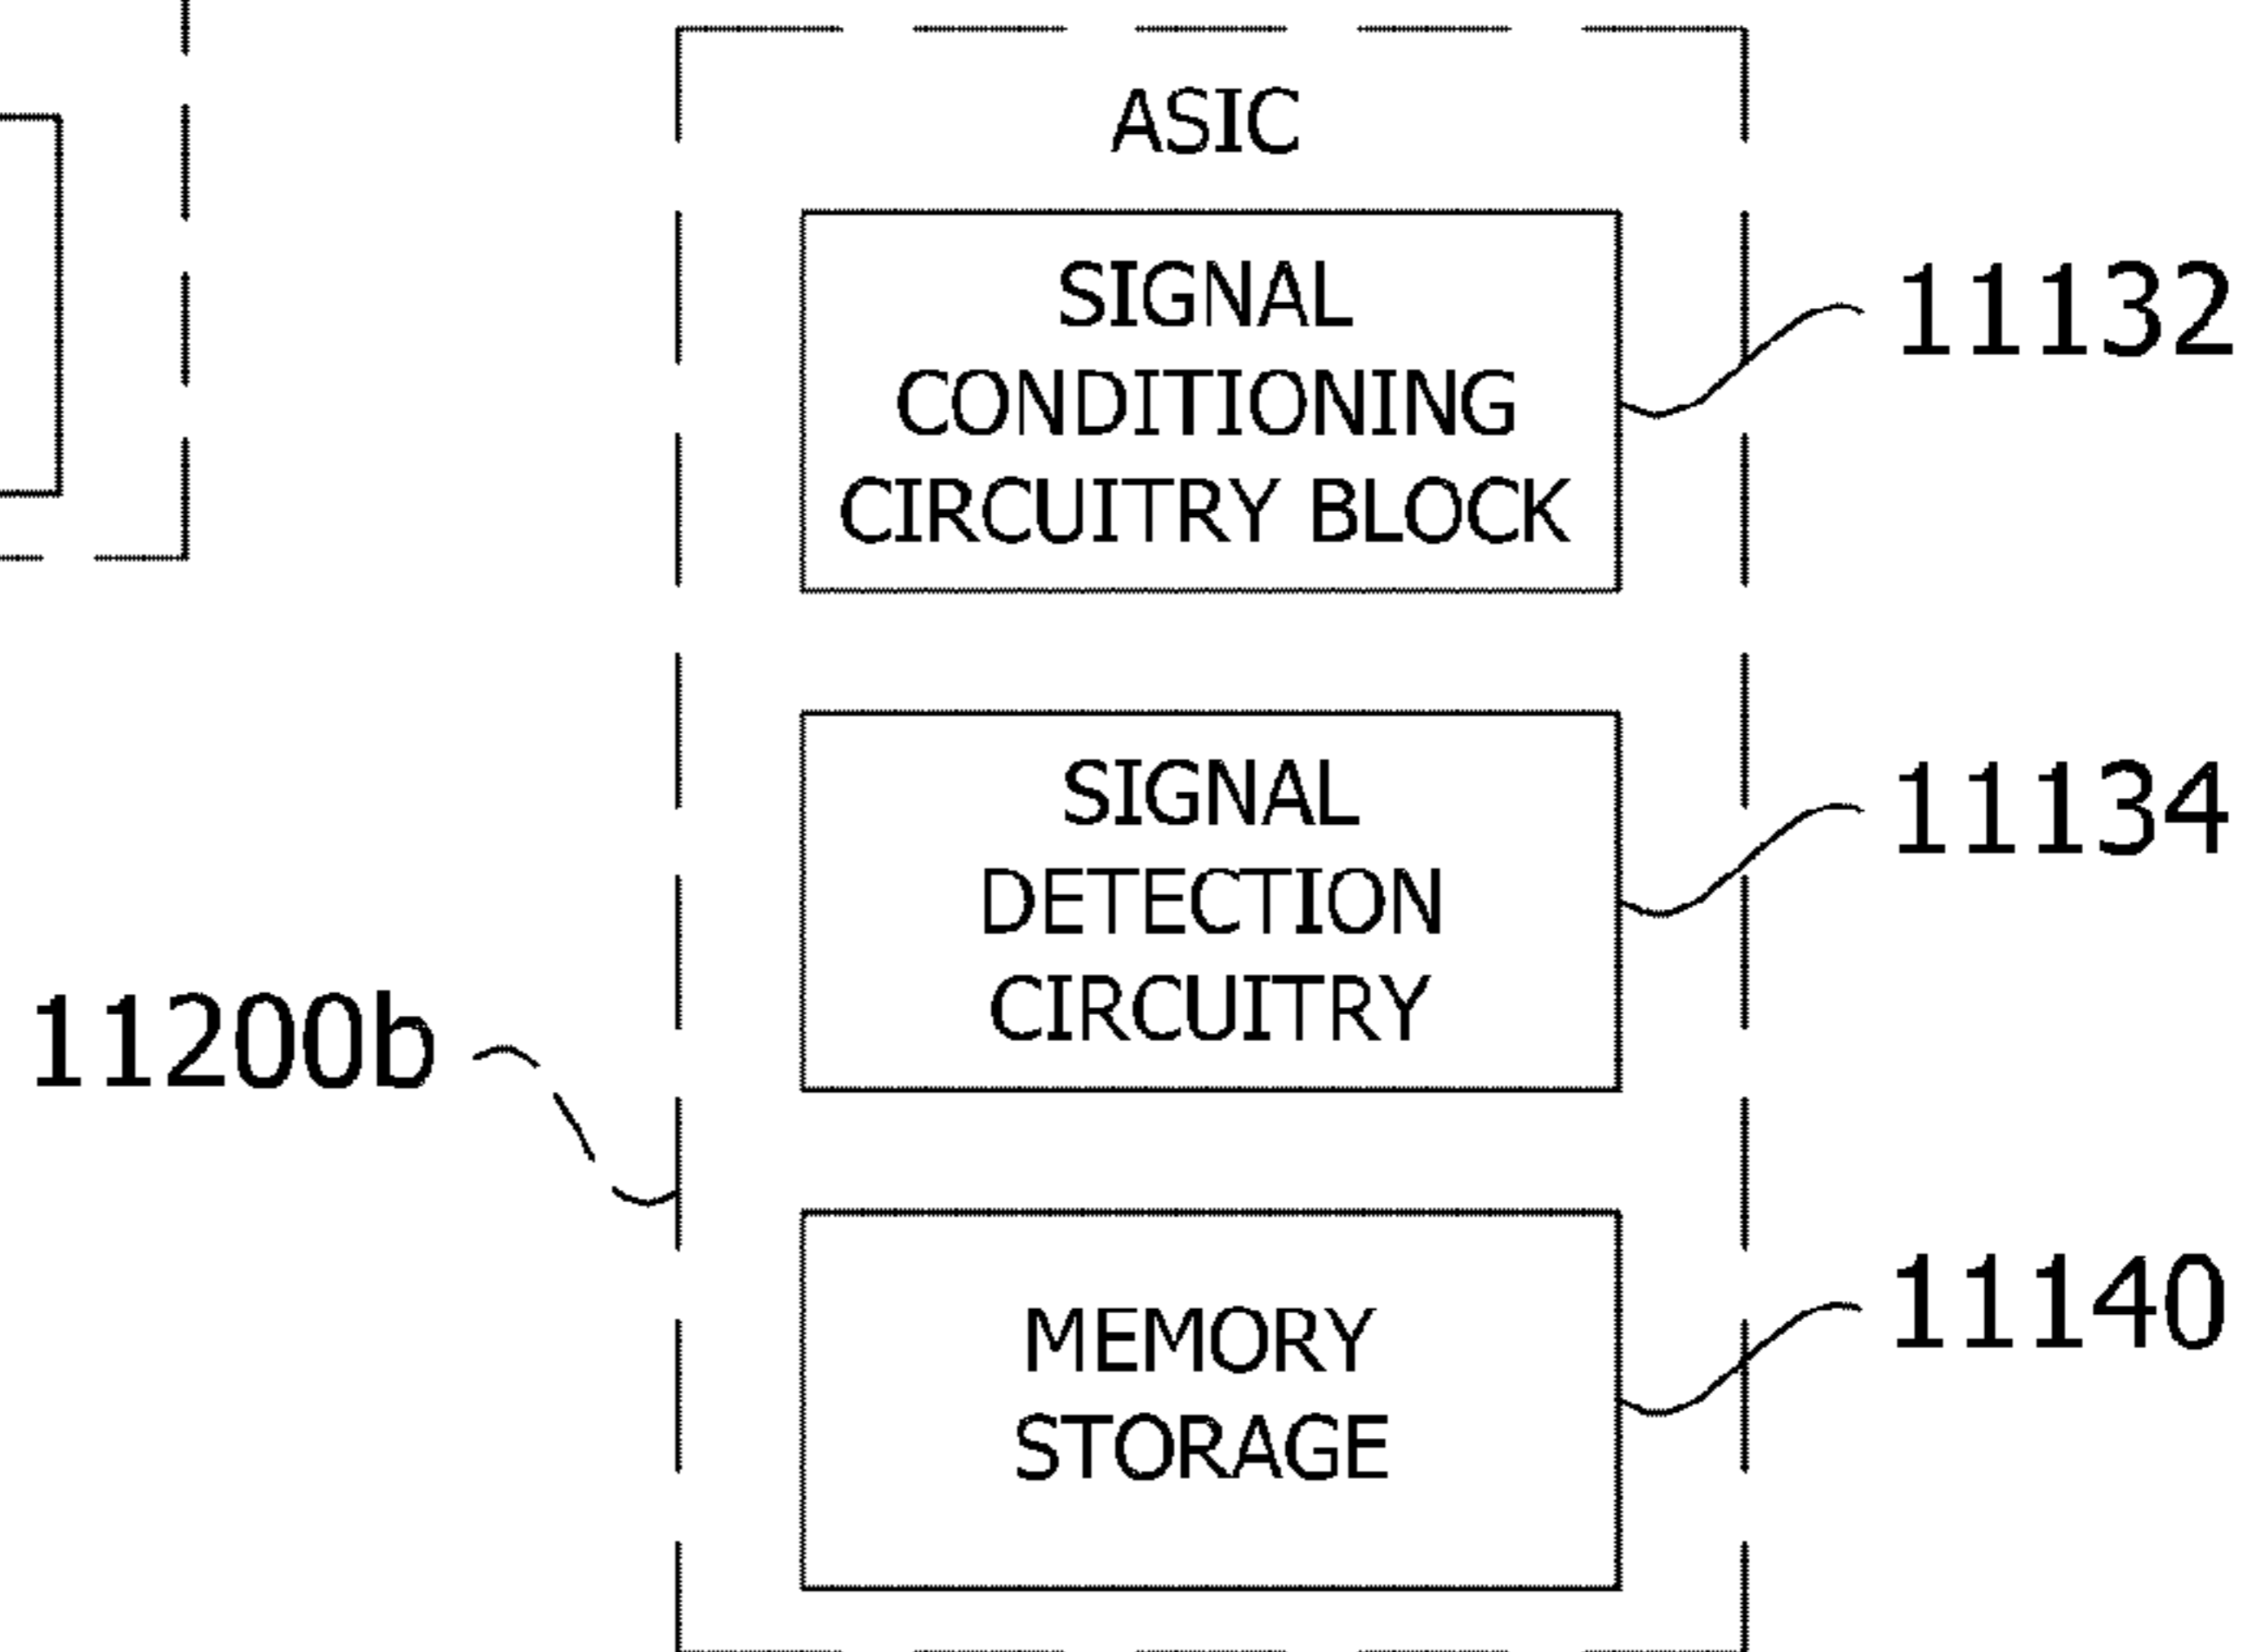 ASIC
SIGNAL
CONDITIONING
CIRCUITRY BLOCK
11132
SIGNAL
DETECTION
CIRCUITRY
11134
11200b
MEMORY
STORAGE
11140